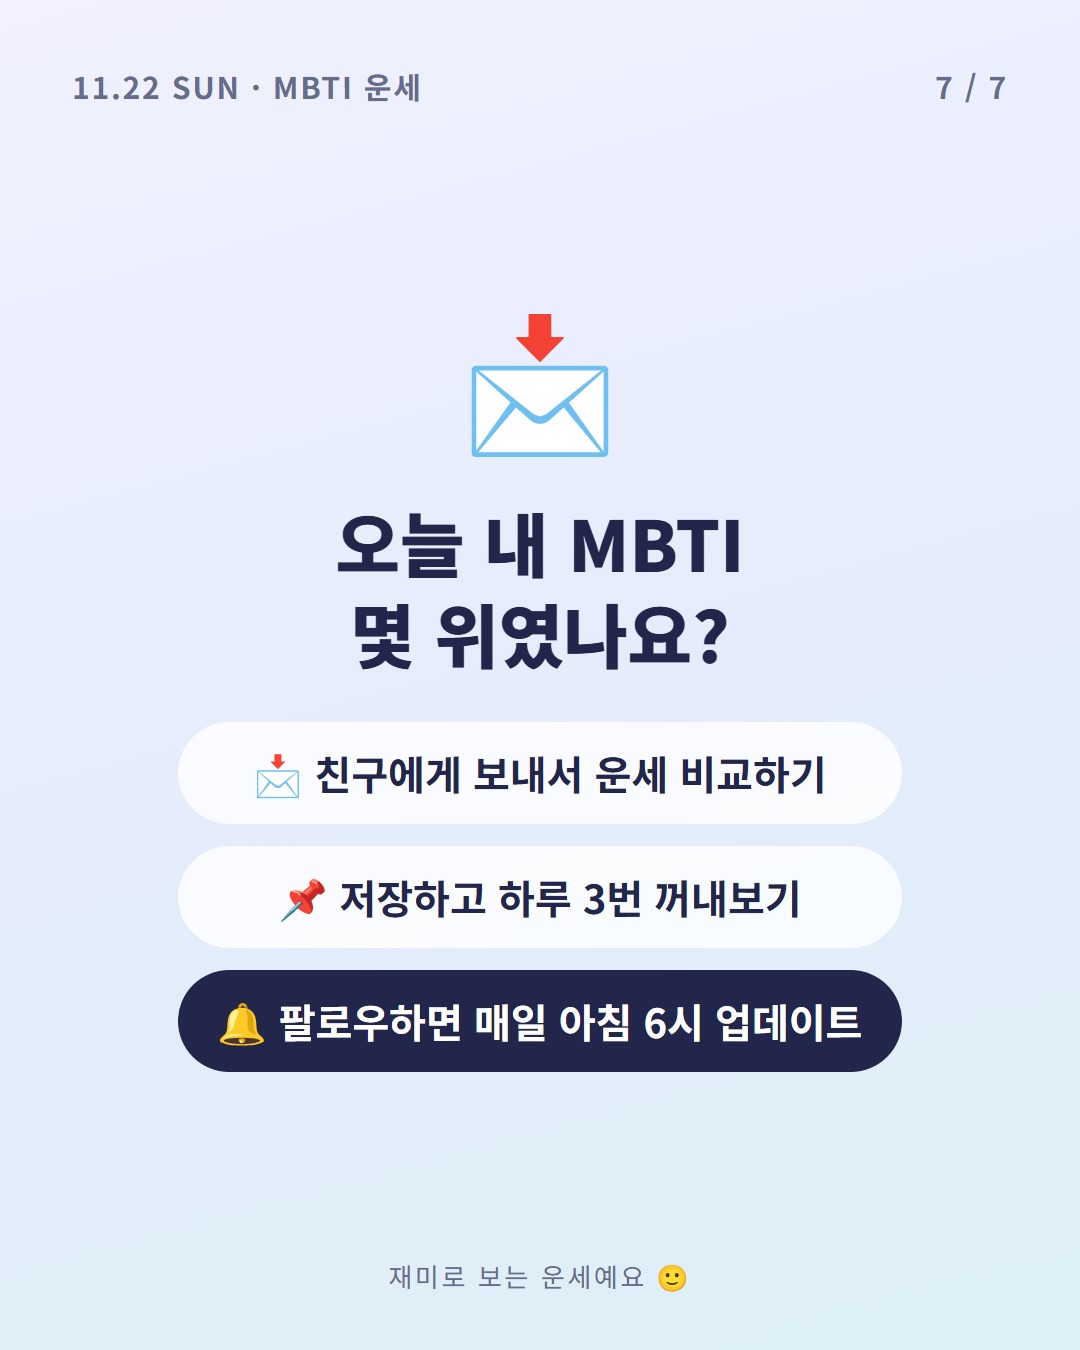 11.22 SUN · MBTI 운세
7 / 7
오늘 내 MBTI
몇 위였나요?
📩 친구에게 보내서 운세 비교하기
📌 저장하고 하루 3번 꺼내보기
🔔 팔로우하면 매일 아침 6시 업데이트
재미로 보는 운세예요 🙂